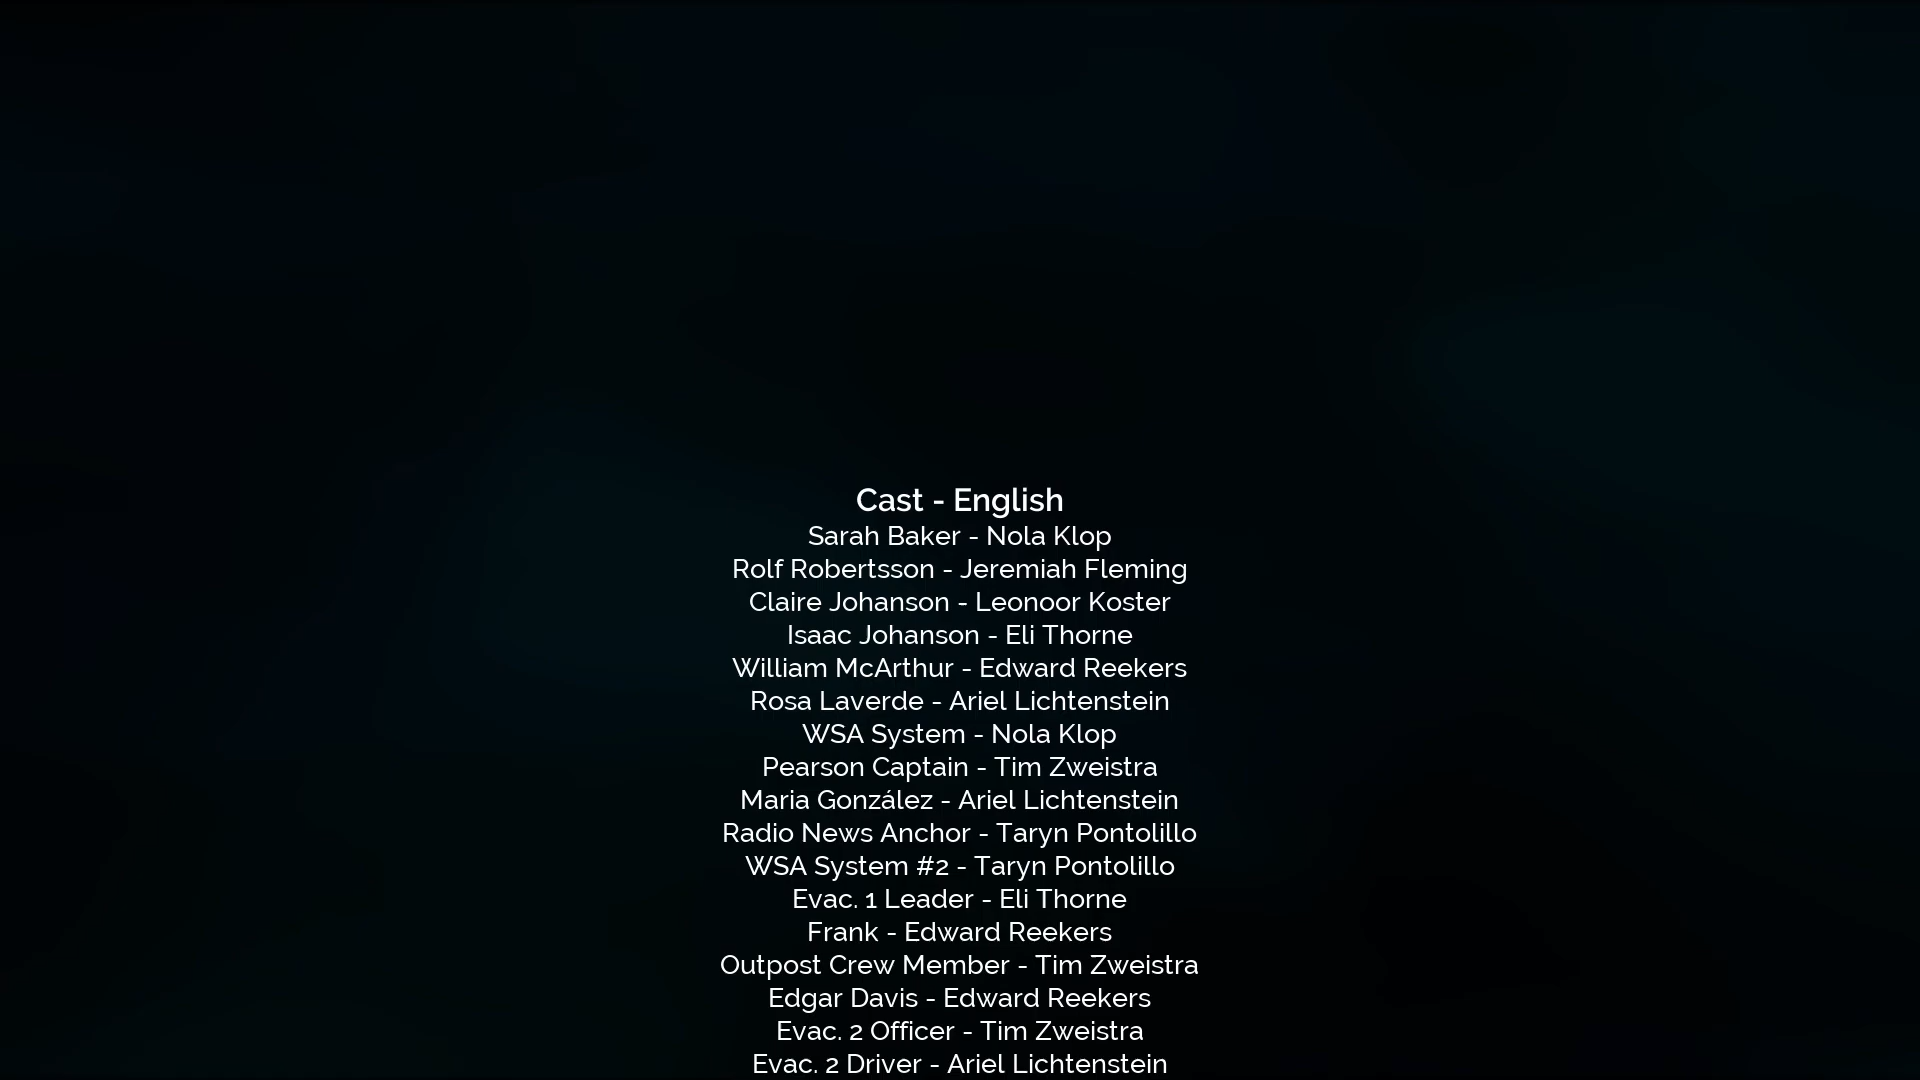 Cast - English
Sarah Baker - Nola Klop
Rolf Robertsson - Jeremiah Fleming
Claire Johanson - Leonoor Koster
Isaac Johanson - Eli Thorne
William McArthur - Edward Reekers
Rosa Laverde - Ariel Lichtenstein
WSA System - Nola Klop
Pearson Captain - Tim Zweistra
Maria González - Ariel Lichtenstein
Radio News Anchor - Taryn Pontolillo
WSA System #2 - Taryn Pontolillo
Evac. 1 Leader - Eli Thorne
Frank - Edward Reekers
Outpost Crew Member - Tim Zweistra
Edgar Davis - Edward Reekers
Evac. 2 Officer - Tim Zweistra
Evac. 2 Driver - Ariel Lichtenstein